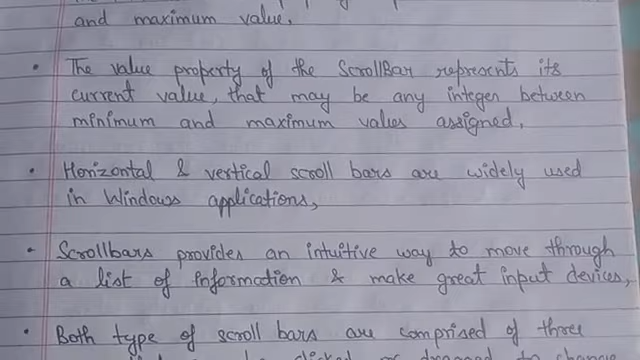 and maximum value.
• The value property of the ScrollBar represents its
current value, that may be any integer between
minimum and maximum values assigned.
• Horizontal & vertical scroll bars are widely used
in Windows applications,
• Scrollbars provides an intuitive way to move through
a list of information & make great input devices,
• Both type of scroll bars are comprised of three